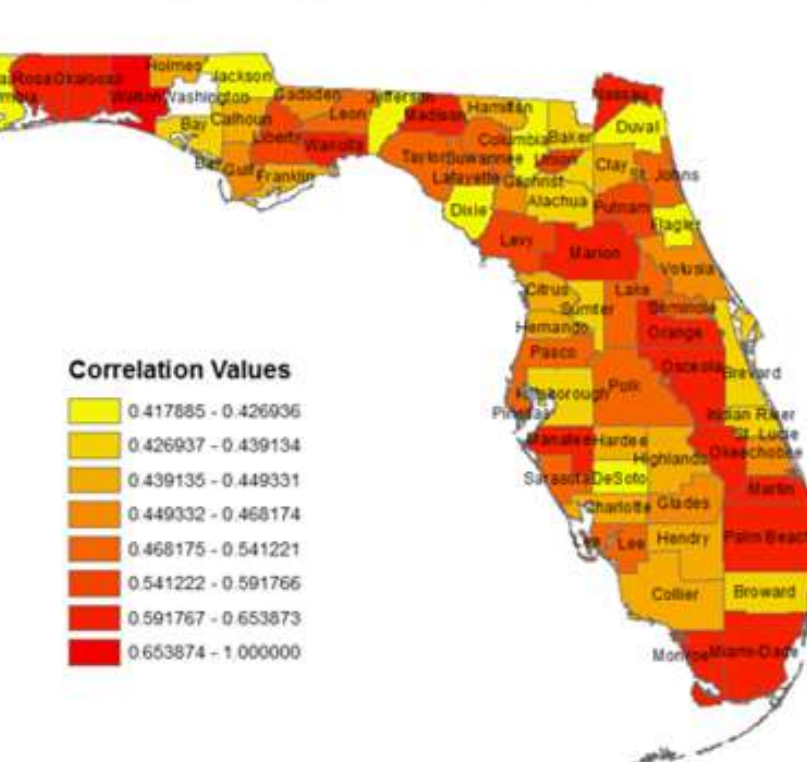 Holmes
Jackson
Rosa
Okaloosa
Walton
Washington
Gadsden
Jefferson
Hamilton
Nassau
Bay
Calhoun
Leon
Madison
Duval
Liberty
Wakulla
Columbia
Baker
Taylor
Suwannee
Union
Clay
St. Johns
Bay
Gulf
Franklin
Lafayette
Gilchrist
Dixie
Alachua
Putnam
Flagler
Levy
Marion
Volusia
Citrus
Lake
Sumter
Seminole
Hernando
Orange
Pasco
Osceola
Brevard
Correlation Values
Hillsborough
Polk
0.417885 - 0.426936
Pinellas
Indian River
0.426937 - 0.439134
Manatee
Hardee
St. Lucie
Highlands
Okeechobee
0.439135 - 0.449331
Sarasota
DeSoto
Martin
0.449332 - 0.468174
Charlotte
Glades
0.468175 - 0.541221
Lee
Lee
Hendry
Palm Beach
0.541222 - 0.591766
Collier
Broward
0.591767 - 0.653873
0.653874 - 1.000000
Monroe
Miami-Dade